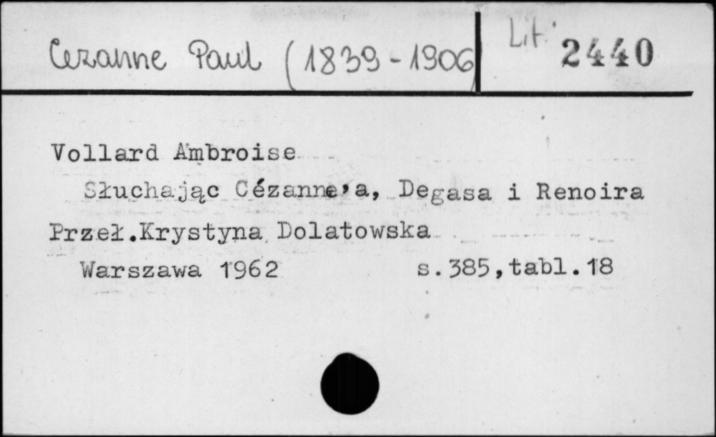 Cezanne Paul (1839-1906
Lit. 2440
Vollard Ambroise
Słuchając Cézanne'a, Degasa i Renoira
Przeł.Krystyna Dolatowska
Warszawa 1962 s.385,tabl.18